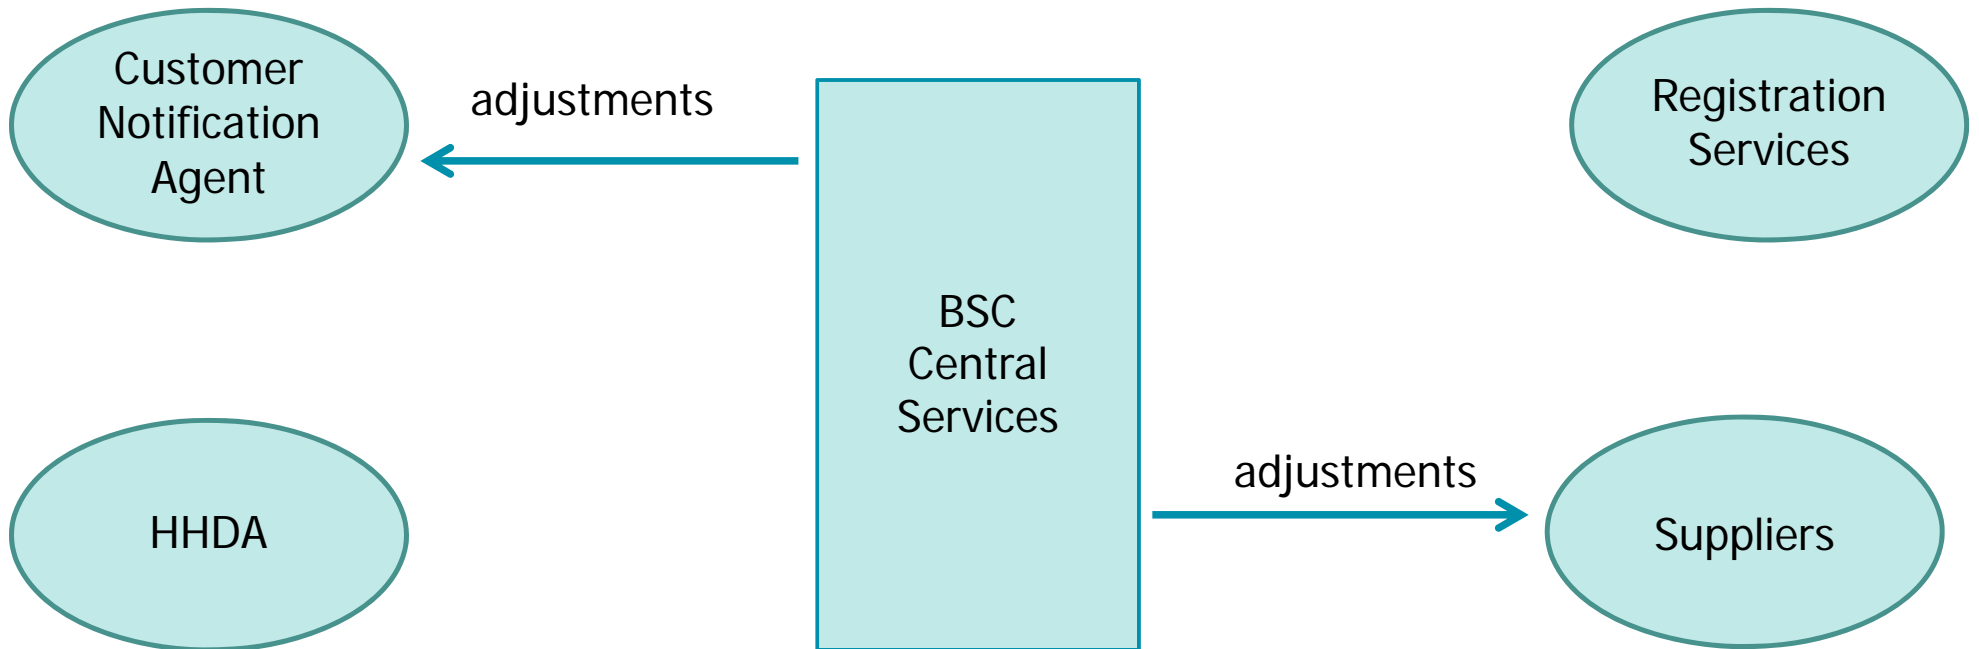 Customer
Notification
Agent
adjustments
Registration
Services
BSC
Central
Services
HHDA
adjustments
Suppliers